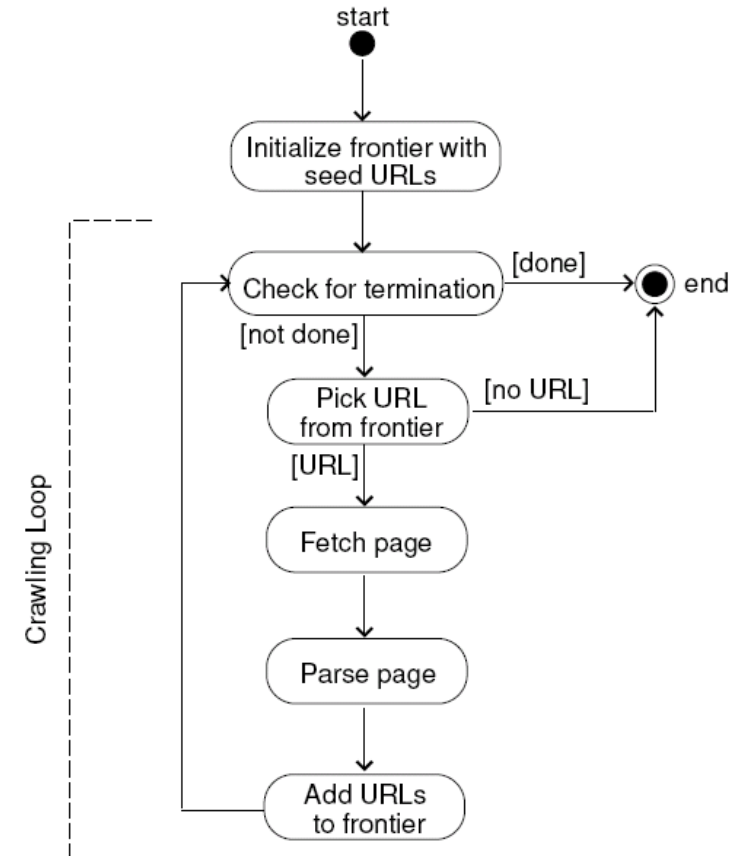 start
Initialize frontier with
seed URLs
[done]
Check for termination
end
[not done]
Pick URL
from frontier
[no URL]
[URL]
Crawling Loop
Fetch page
Parse page
Add URLs
to frontier